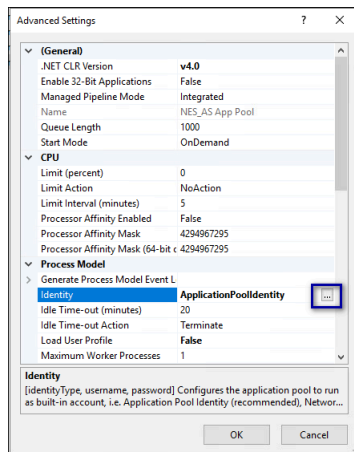 Advanced Settings ? ×
(General)
.NET CLR Version v4.0
Enable 32-Bit Applications False
Managed Pipeline Mode Integrated
Name NES_AS App Pool
Queue Length 1000
Start Mode OnDemand
CPU
Limit (percent) 0
Limit Action NoAction
Limit Interval (minutes) 5
Processor Affinity Enabled False
Processor Affinity Mask 4294967295
Processor Affinity Mask (64-bit c 4294967295
Process Model
Generate Process Model Event L
Identity ApplicationPoolIdentity ...
Idle Time-out (minutes) 20
Idle Time-out Action Terminate
Load User Profile False
Maximum Worker Processes 1
Identity
[identityType, username, password] Configures the application pool to run
as built-in account, i.e. Application Pool Identity (recommended), Networ...
OK Cancel